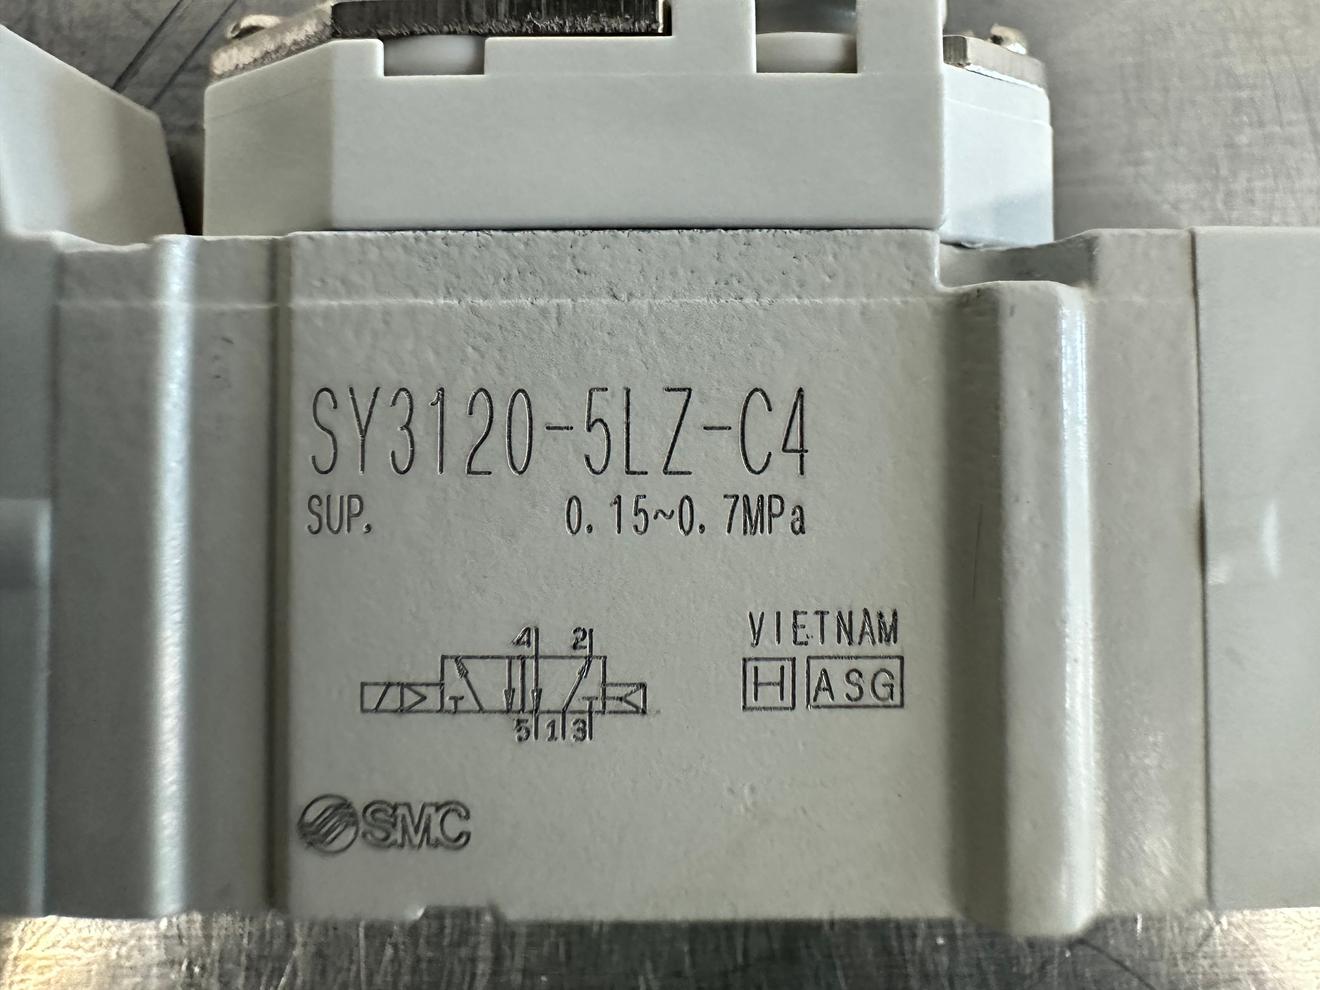 SY3120-5LZ-C4
SUP. 0.15~0.7MPa
4 2
5 1 3
VIETNAM
H ASG
SMC